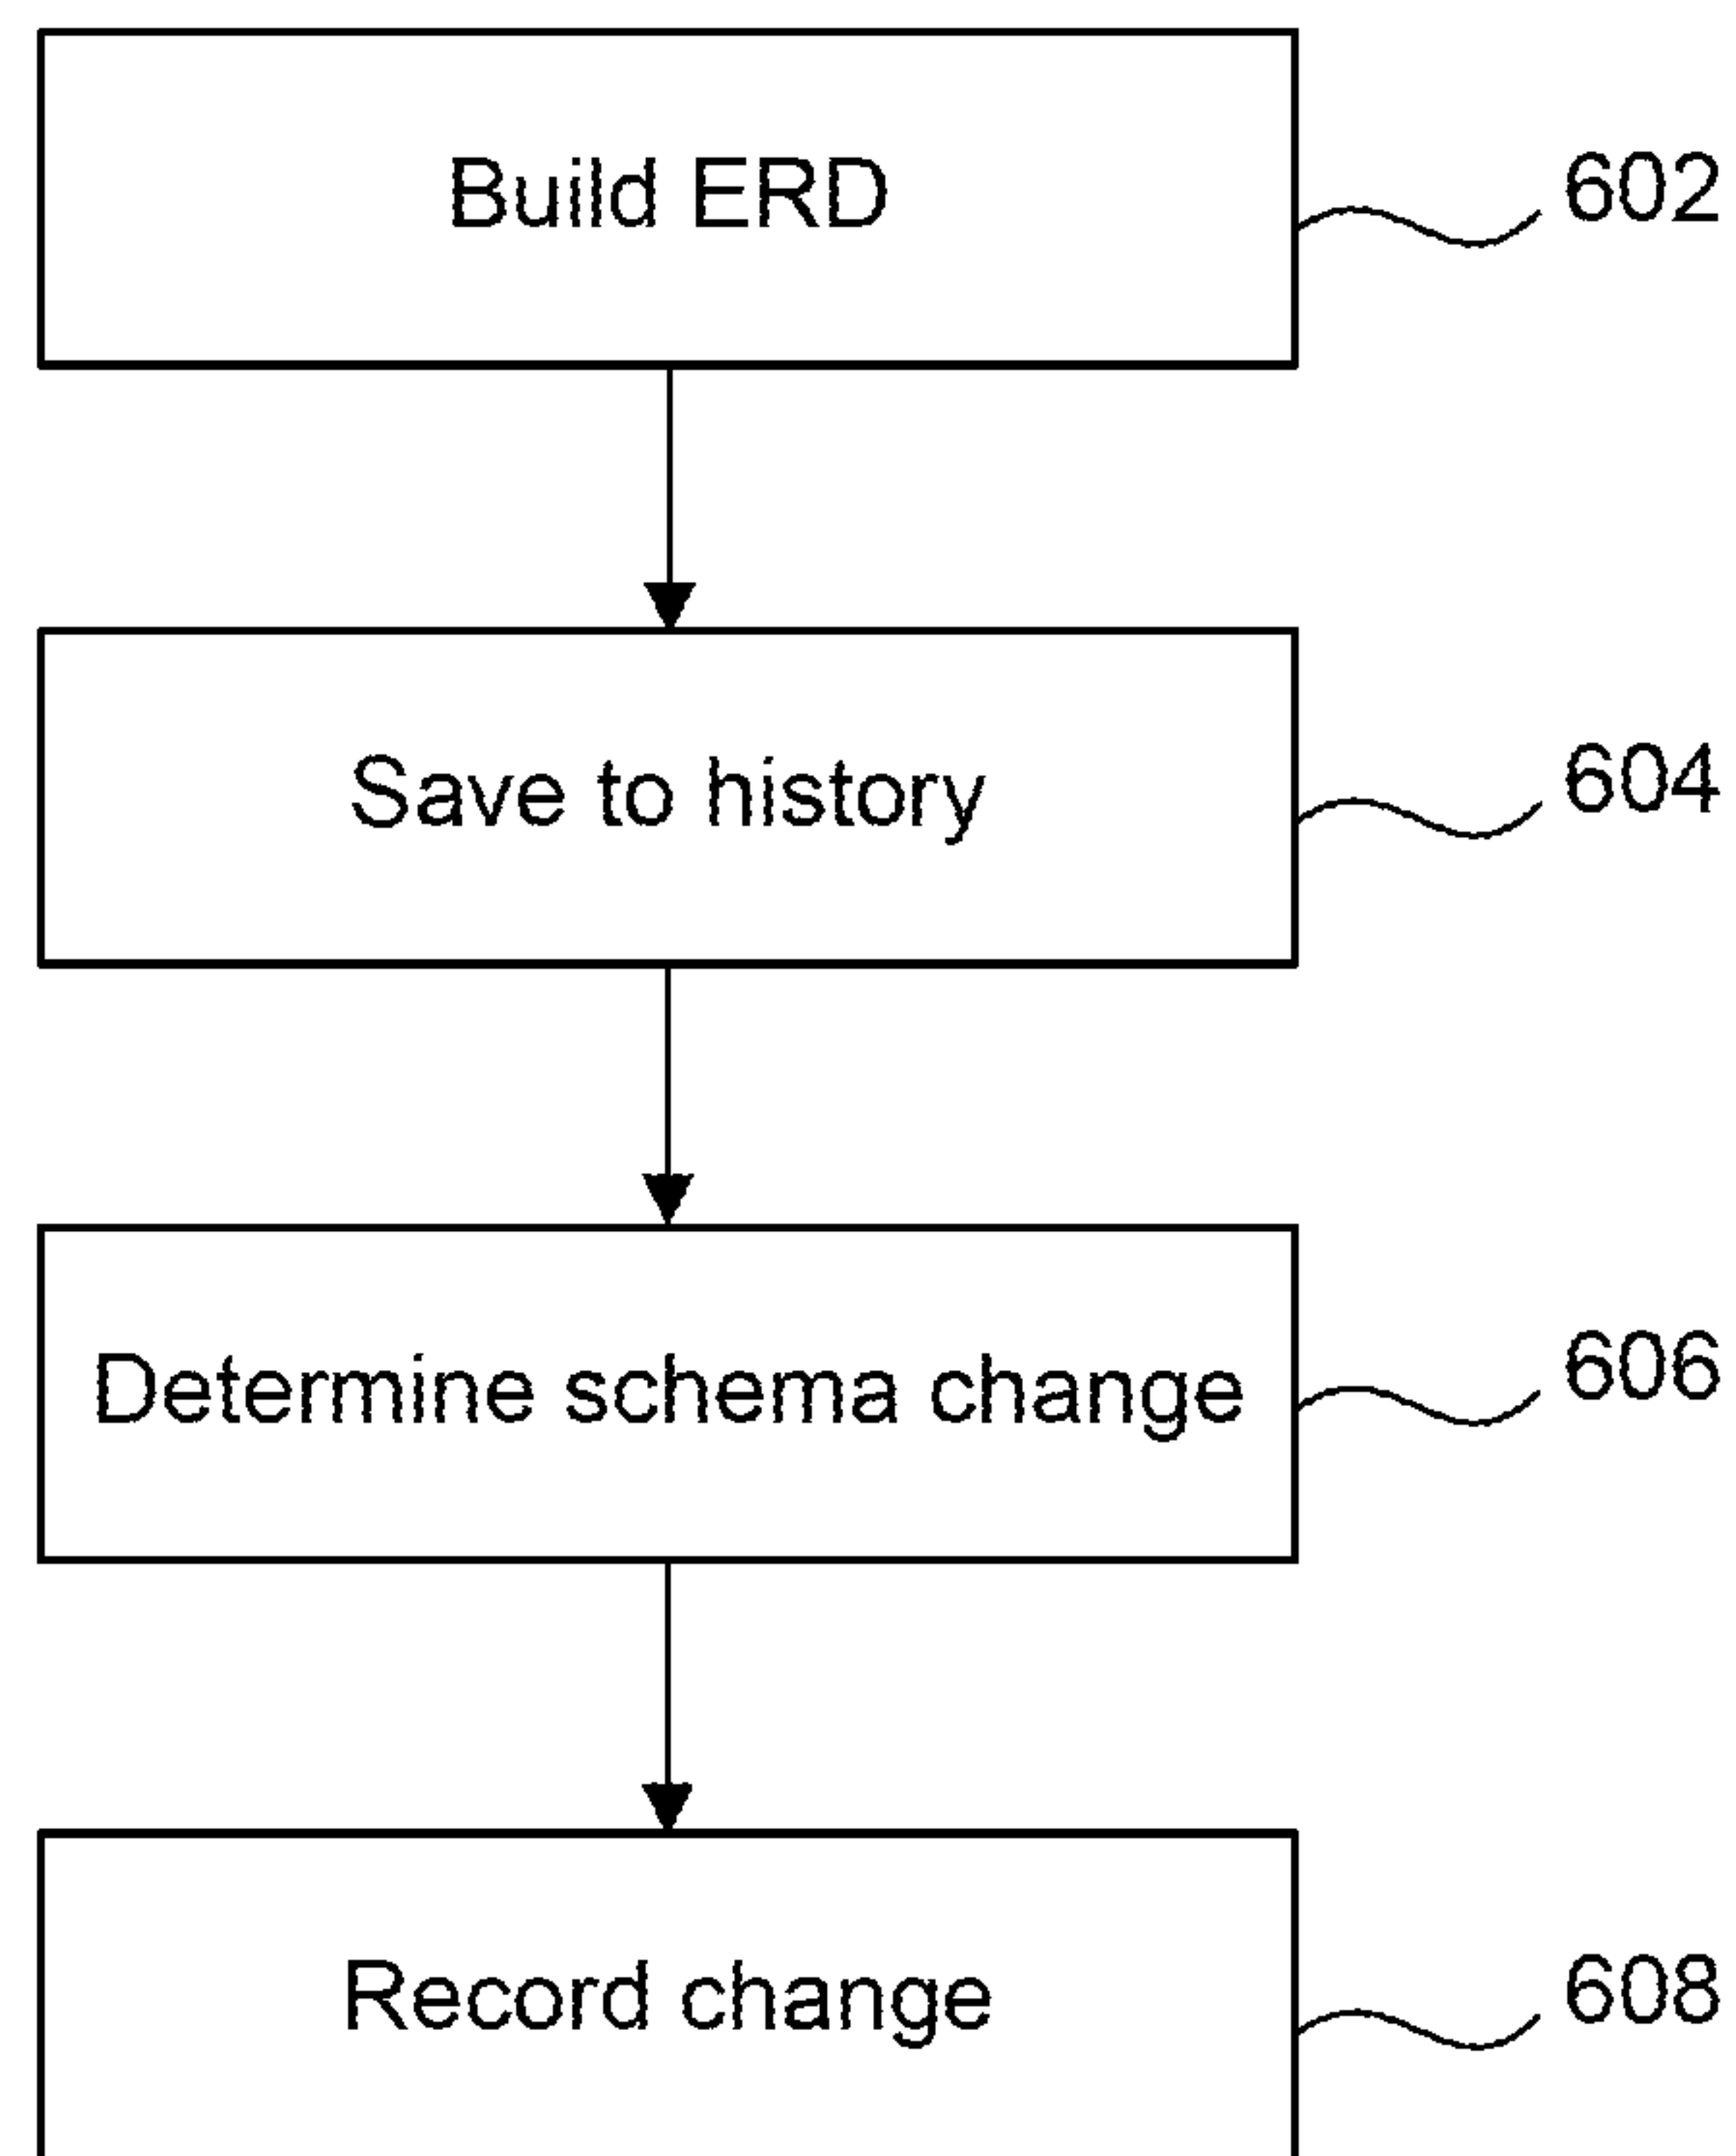 Build ERD
602
Save to history
604
Determine schema change
606
Record change
608